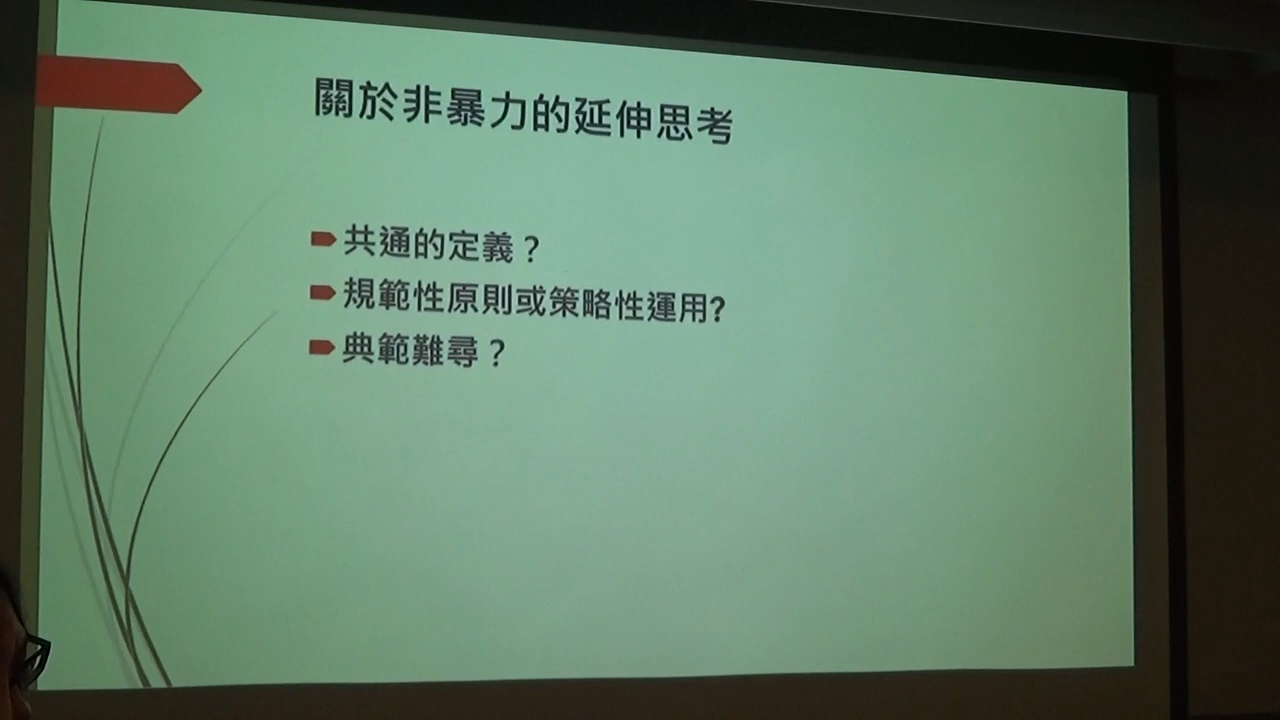 關於非暴力的延伸思考
共通的定義？
規範性原則或策略性運用?
典範難尋？